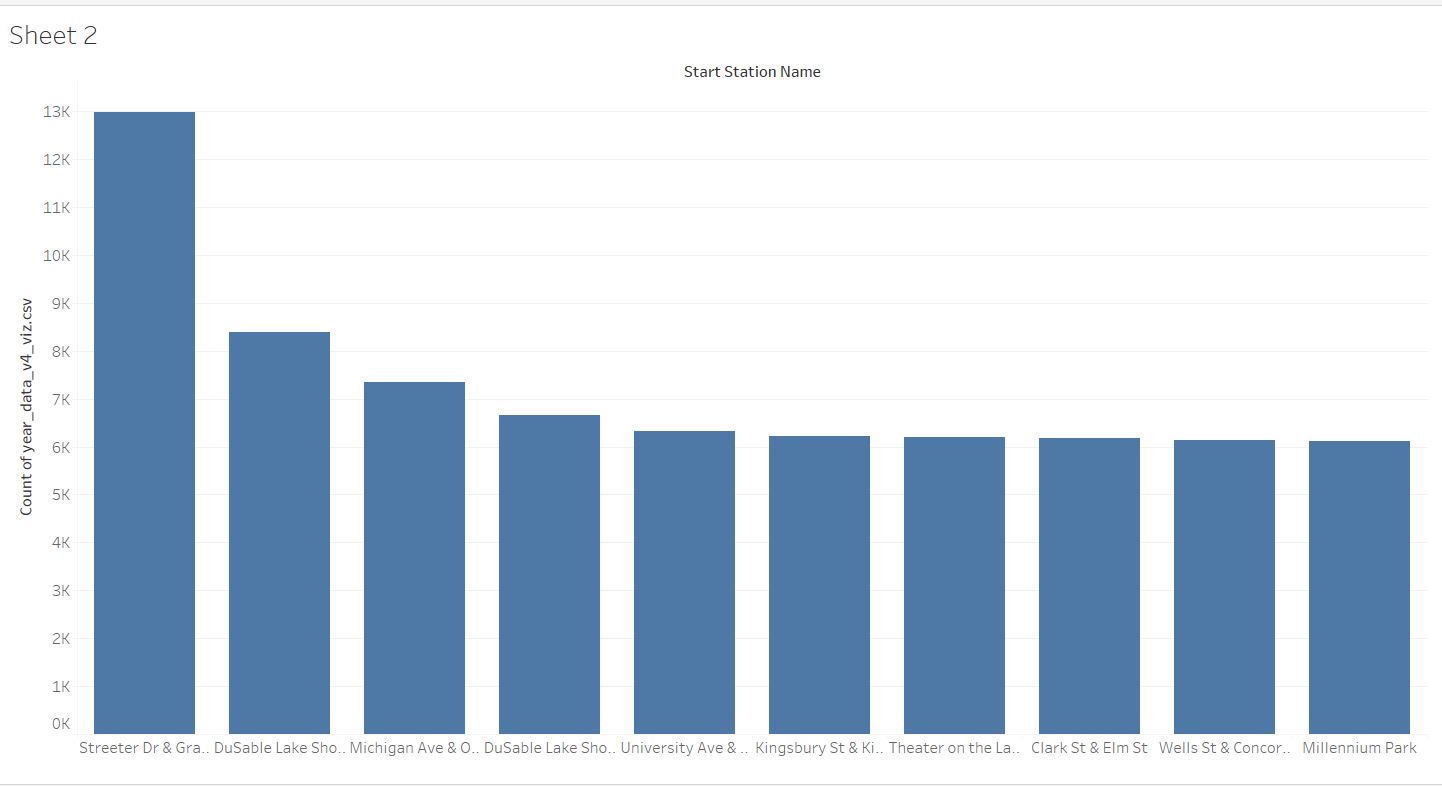 Sheet 2
Start Station Name
13K
12K
11K
10K
9K
8K
7K
6K
5K
4K
3K
2K
1K
0K
Count of year_data_v4_viz.csv
Streeter Dr & Gra..
DuSable Lake Sho..
Michigan Ave & O..
DuSable Lake Sho..
University Ave & ..
Kingsbury St & Ki..
Theater on the La..
Clark St & Elm St
Wells St & Concor..
Millennium Park